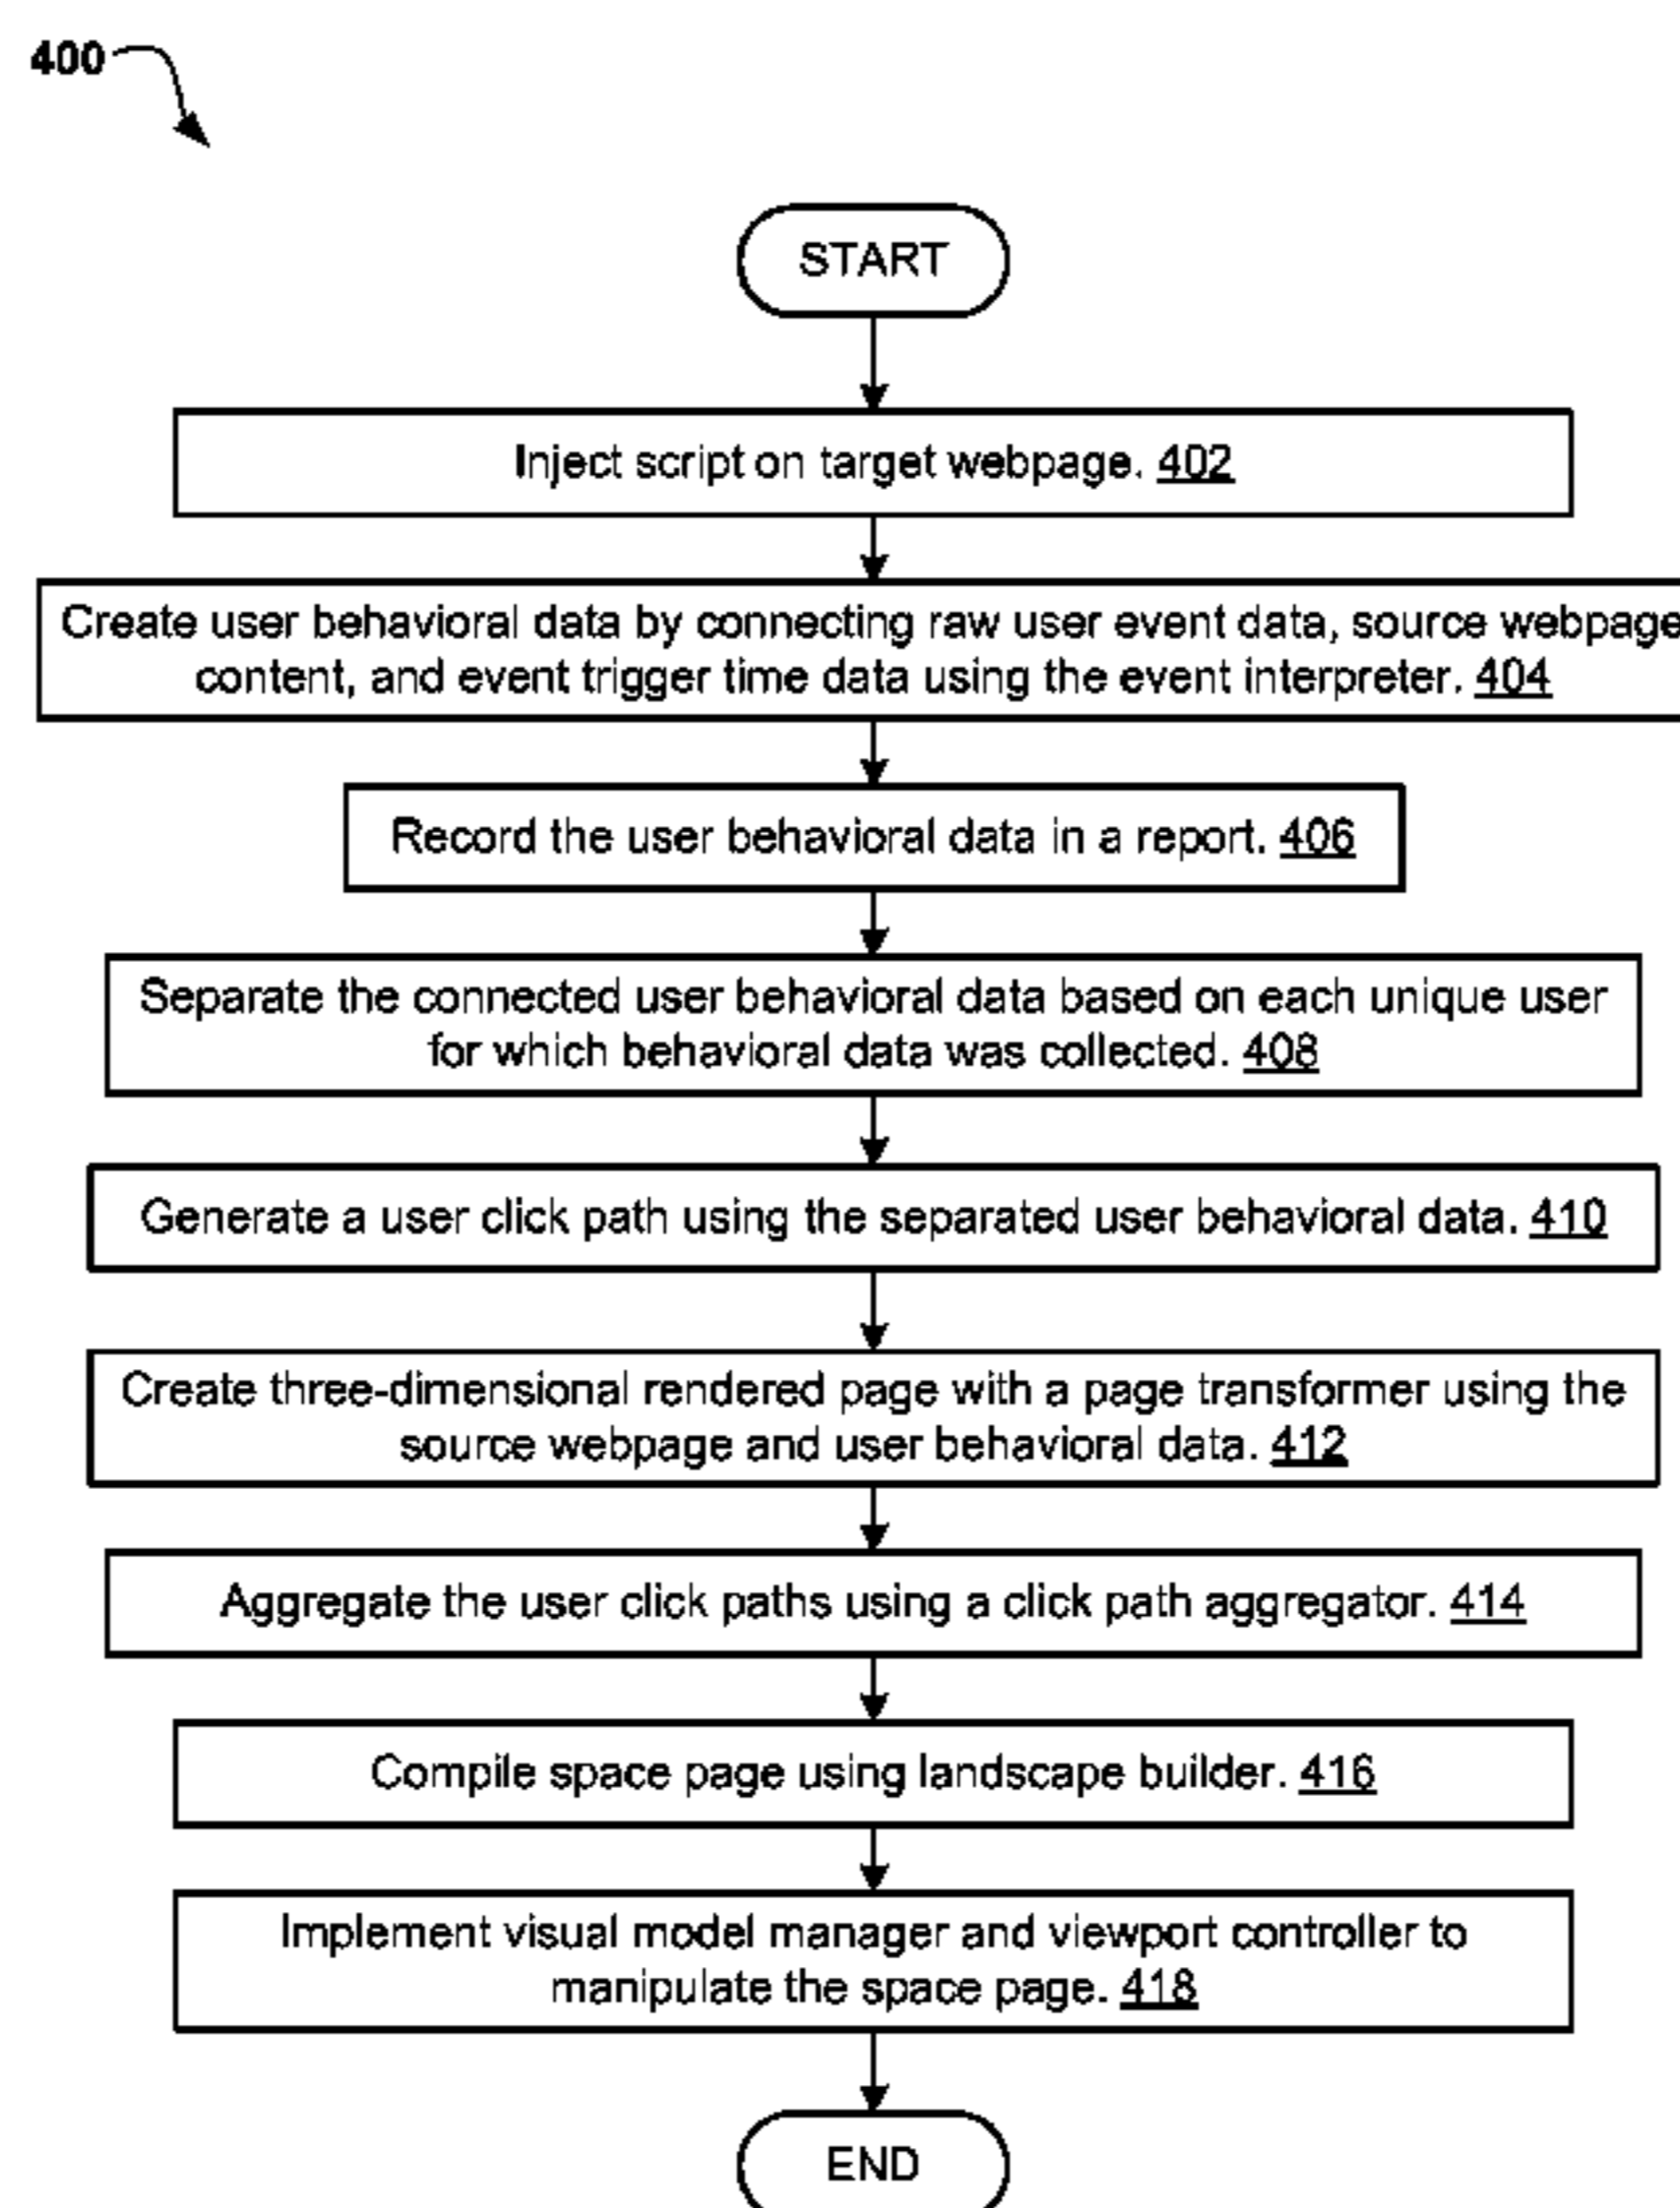 400
START
Inject script on target webpage. 402
Create user behavioral data by connecting raw user event data, source webpage
content, and event trigger time data using the event interpreter. 404
Record the user behavioral data in a report. 406
Separate the connected user behavioral data based on each unique user
for which behavioral data was collected. 408
Generate a user click path using the separated user behavioral data. 410
Create three-dimensional rendered page with a page transformer using the
source webpage and user behavioral data. 412
Aggregate the user click paths using a click path aggregator. 414
Compile space page using landscape builder. 416
Implement visual model manager and viewport controller to
manipulate the space page. 418
END